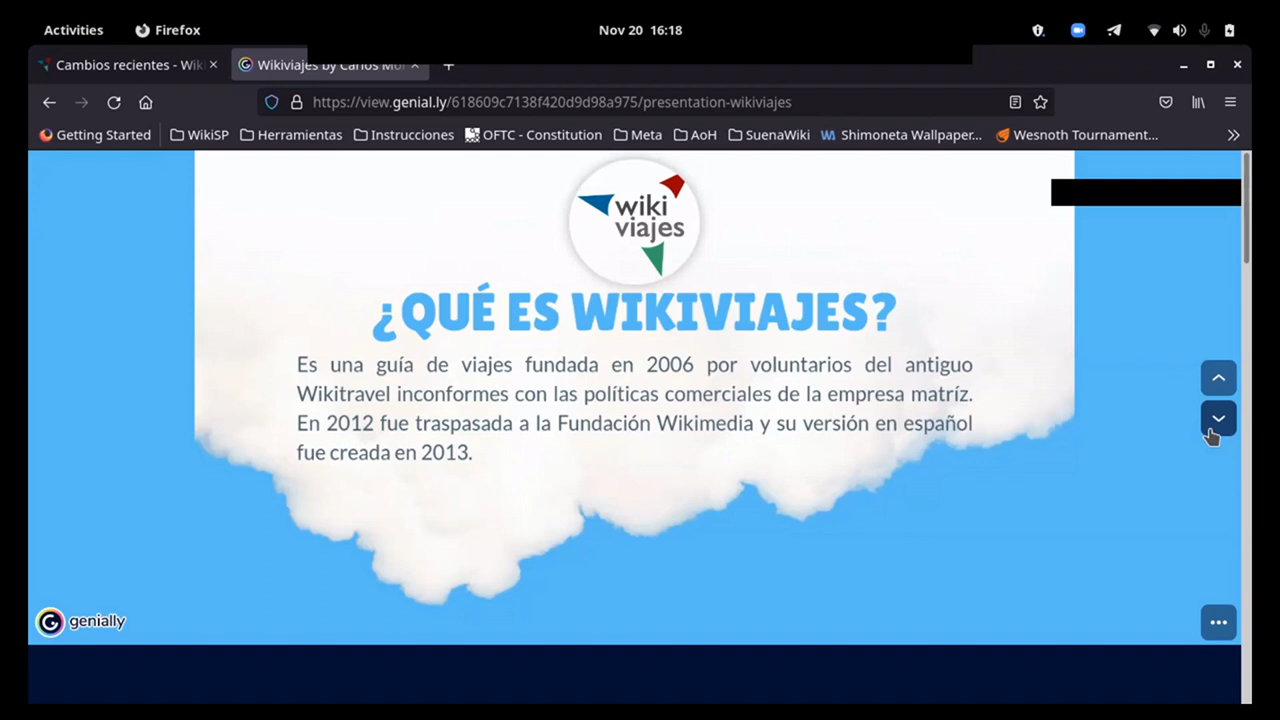 Activities Firefox Nov 20 16:18
Cambios recientes - Wiki Wikiviajes by Carlos
https://view.genial.ly/618609c7138f420d9d98a975/presentation-wikiviajes
Getting Started WikiSP Herramientas Instrucciones OFTC - Constitution Meta AoH SuenaWiki Shimoneta Wallpaper... Wesnoth Tournament...
wiki
viajes
¿QUÉ ES WIKIVIAJES?
Es una guía de viajes fundada en 2006 por voluntarios del antiguo
Wikitravel inconformes con las políticas comerciales de la empresa matríz.
En 2012 fue traspasada a la Fundación Wikimedia y su versión en español
fue creada en 2013.
genially